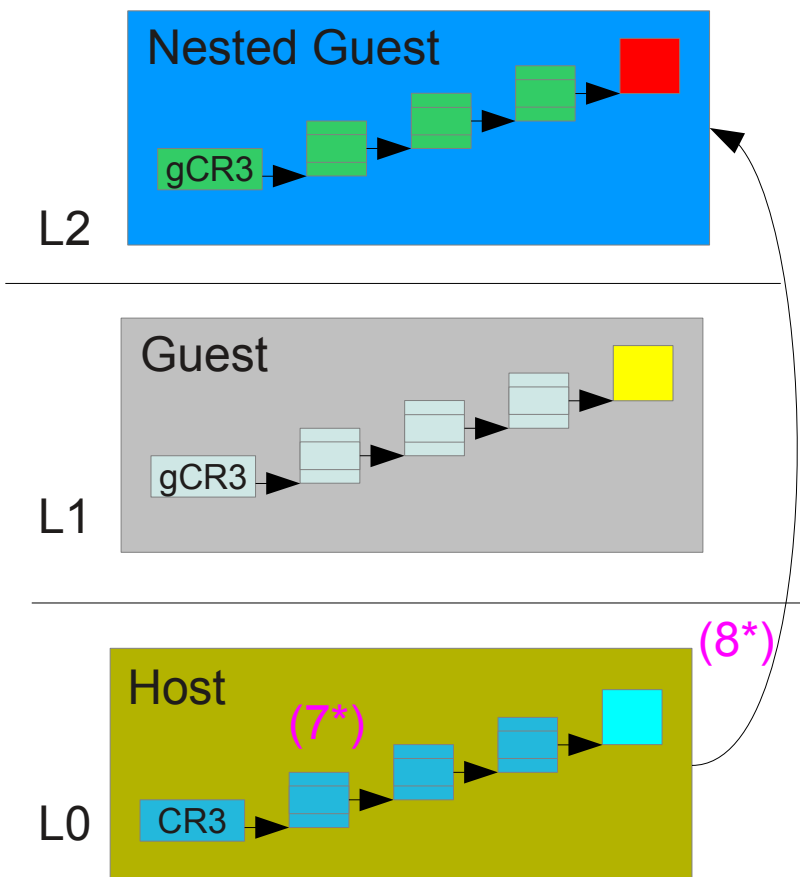 Nested Guest
gCR3
L2
Guest
gCR3
L1
(8*)
Host
(7*)
CR3
L0